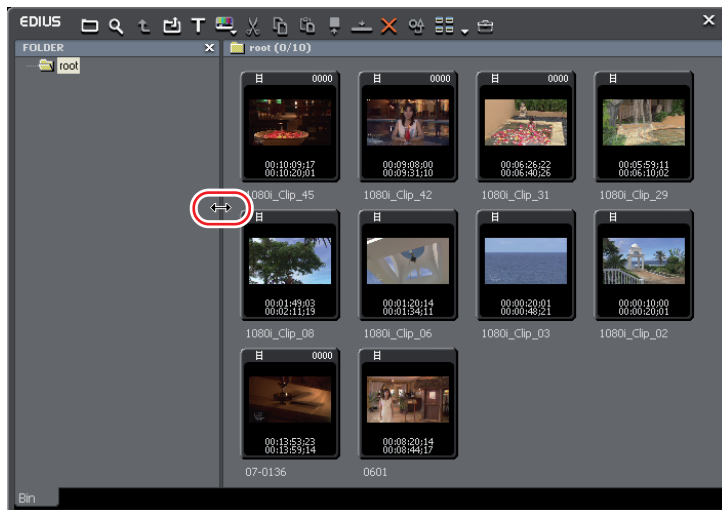 EDIUS
FOLDER
root (0/10)
root
0000
0000
0000
00:10:09;17
00:10:20;01
00:09:08;00
00:09:31;10
00:06:26;22
00:06:40;26
00:05:59;11
00:06:10;02
1080i_Clip_45
1080i_Clip_42
1080i_Clip_31
1080i_Clip_29
00:01:49;03
00:02:11;19
00:01:20;14
00:01:34;11
00:00:20;01
00:00:48;21
00:00:10;00
00:00:20;01
1080i_Clip_08
1080i_Clip_06
1080i_Clip_03
1080i_Clip_02
0000
00:13:53;23
00:13:59;14
00:08:20;14
00:08:44;17
07-0136
0601
Bin